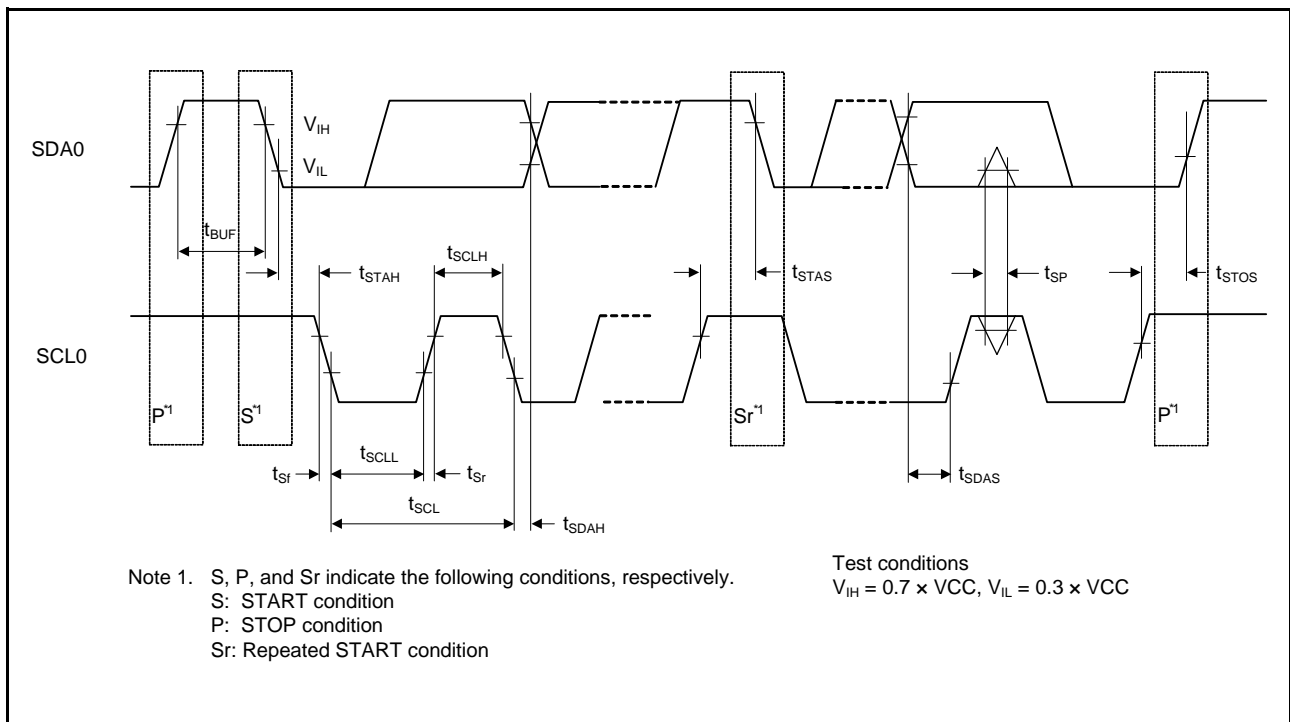 SDA0
VIH
VIL
tBUF
tSTAH
tSCLH
tSTAS
tSP
tSTOS
SCL0
P*1
S*1
Sr*1
P*1
tSf
tSCLL
tSr
tSCL
tSDAH
tSDAS
Note 1. S, P, and Sr indicate the following conditions, respectively.
S: START condition
P: STOP condition
Sr: Repeated START condition
Test conditions
VIH = 0.7 × VCC, VIL = 0.3 × VCC